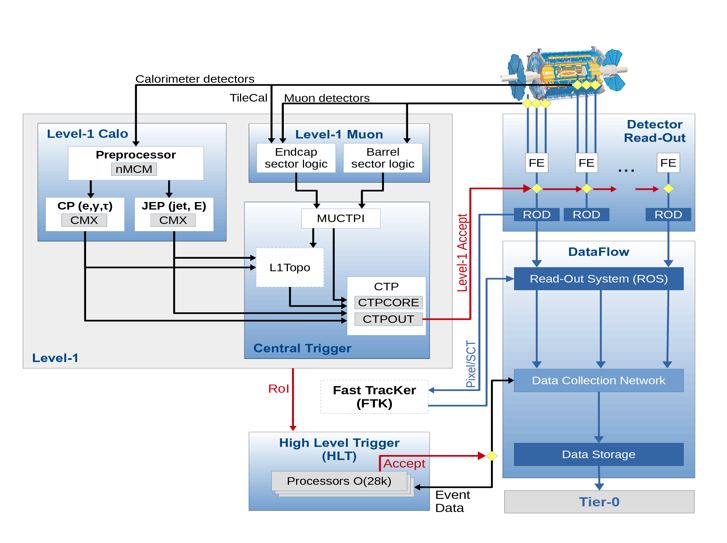 Calorimeter detectors
TileCal
Muon detectors
Level-1 Calo
Preprocessor
nMCM
CP (e,γ,τ)
CMX
JEP (jet, E)
CMX
Level-1 Muon
Endcap
sector logic
Barrel
sector logic
MUCTPI
L1Topo
CTP
CTPCORE
CTPOUT
Central Trigger
Level-1
Level-1 Accept
Detector
Read-Out
FE
FE
...
FE
ROD
ROD
ROD
DataFlow
Read-Out System (ROS)
Data Collection Network
Data Storage
Tier-0
Pixel/SCT
RoI
Fast TracKer
(FTK)
High Level Trigger
(HLT)
Accept
Processors O(28k)
Event
Data